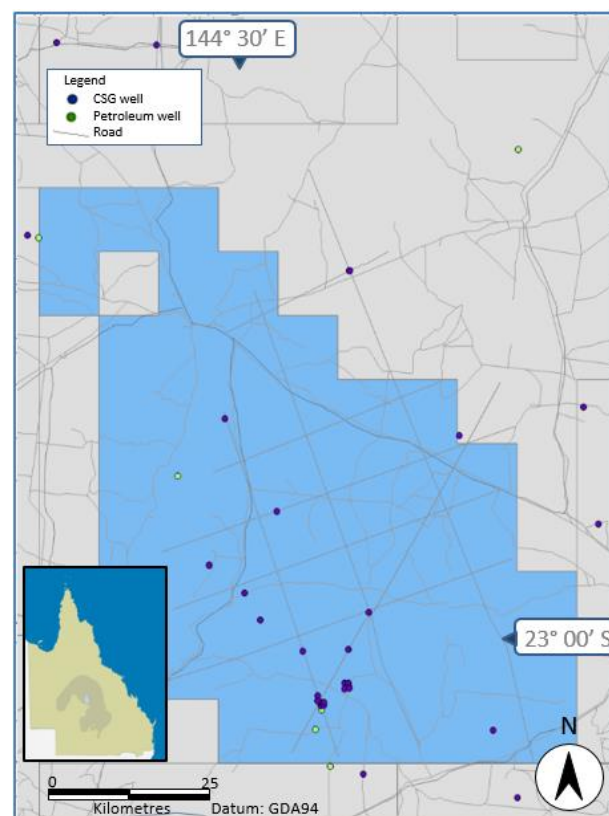 144° 30′ E
Legend
CSG well
Petroleum well
Road
23° 00′ S
N
0 25
Kilometres Datum: GDA94